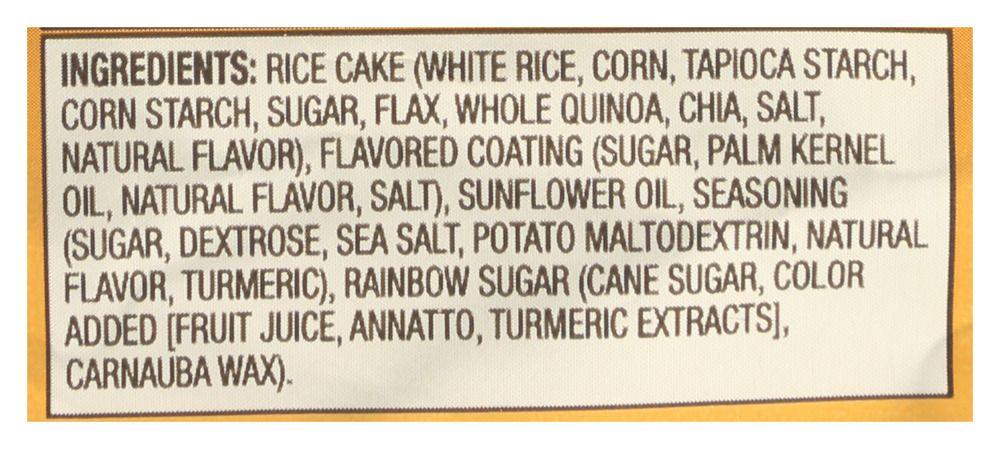 INGREDIENTS: RICE CAKE (WHITE RICE, CORN, TAPIOCA STARCH,
CORN STARCH, SUGAR, FLAX, WHOLE QUINOA, CHIA, SALT,
NATURAL FLAVOR), FLAVORED COATING (SUGAR, PALM KERNEL
OIL, NATURAL FLAVOR, SALT), SUNFLOWER OIL, SEASONING
(SUGAR, DEXTROSE, SEA SALT, POTATO MALTODEXTRIN, NATURAL
FLAVOR, TURMERIC), RAINBOW SUGAR (CANE SUGAR, COLOR
ADDED [FRUIT JUICE, ANNATTO, TURMERIC EXTRACTS],
CARNAUBA WAX).